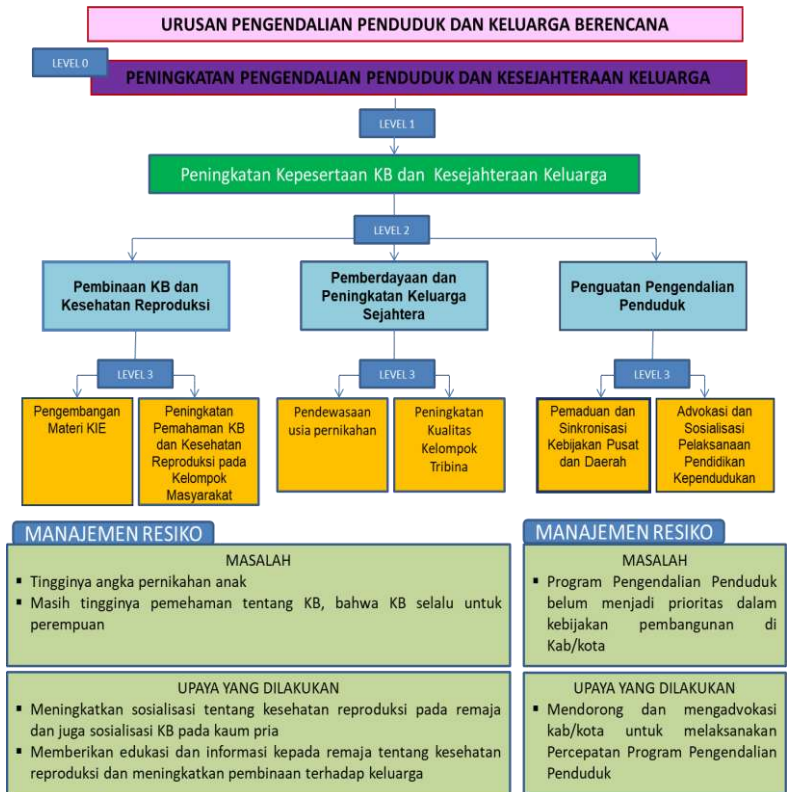 URUSAN PENGENDALIAN PENDUDUK DAN KELUARGA BERENCANA
LEVEL 0
PENINGKATAN PENGENDALIAN PENDUDUK DAN KESEJAHTERAAN KELUARGA
LEVEL 1
Peningkatan Kepesertaan KB dan Kesejahteraan Keluarga
LEVEL 2
Pembinaan KB dan
Kesehatan Reproduksi
Pemberdayaan dan
Peningkatan Keluarga
Sejahtera
Penguatan Pengendalian
Penduduk
LEVEL 3
LEVEL 3
LEVEL 3
Pengembangan
Materi KIE
Peningkatan
Pemahaman KB
dan Kesehatan
Reproduksi pada
Kelompok
Masyarakat
Pendewasaan
usia pernikahan
Peningkatan
Kualitas
Kelompok
Tribina
Pemaduan dan
Sinkronisasi
Kebijakan Pusat
dan Daerah
Advokasi dan
Sosialisasi
Pelaksanaan
Pendidikan
Kependudukan
MANAJEMEN RESIKO
MASALAH
▪ Tingginya angka pernikahan anak
▪ Masih tingginya pemehaman tentang KB, bahwa KB selalu untuk
perempuan
UPAYA YANG DILAKUKAN
▪ Meningkatkan sosialisasi tentang kesehatan reproduksi pada remaja
dan juga sosialisasi KB pada kaum pria
▪ Memberikan edukasi dan informasi kepada remaja tentang kesehatan
reproduksi dan meningkatkan pembinaan terhadap keluarga
MANAJEMEN RESIKO
MASALAH
▪ Program Pengendalian Penduduk
belum menjadi prioritas dalam
kebijakan pembangunan di
Kab/kota
UPAYA YANG DILAKUKAN
▪ Mendorong dan mengadvokasi
kab/kota untuk melaksanakan
Percepatan Program Pengendalian
Penduduk